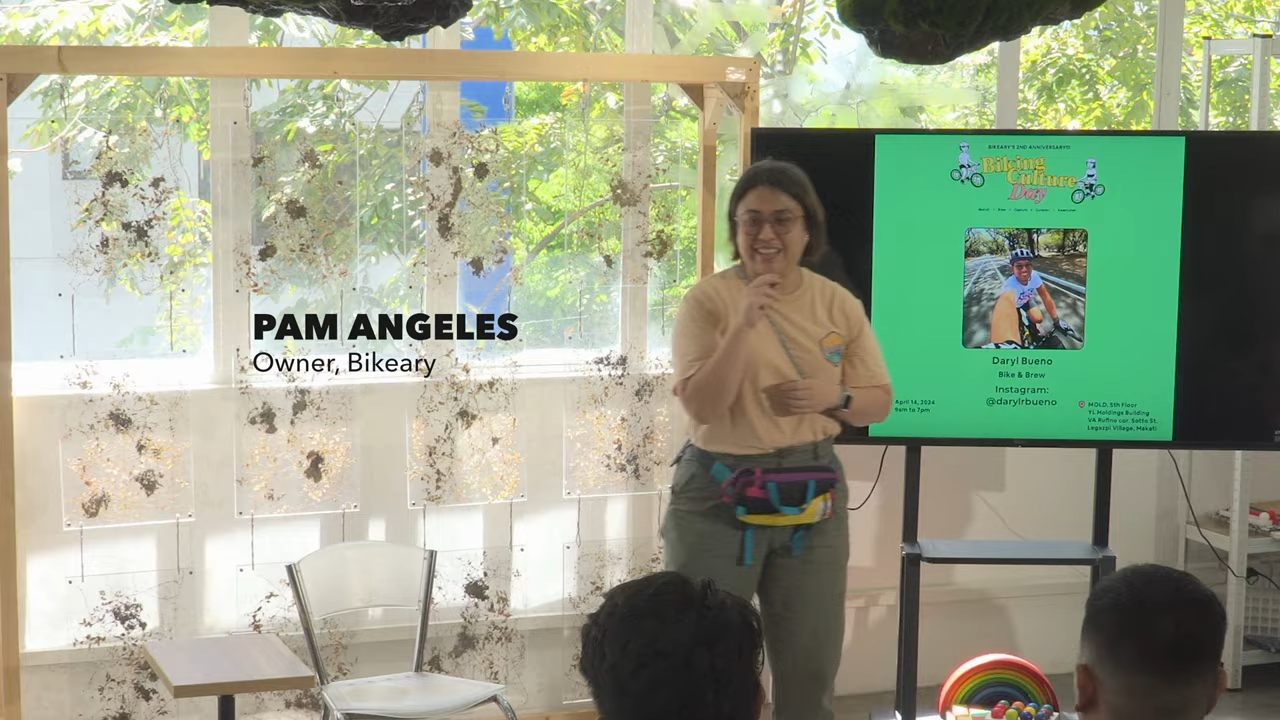 PAM ANGELES
Owner, Bikeary
BIKEARY'S 2ND ANNIVERSARY!!!
Biking
Culture
Day
Daryl Bueno
Bike & Brew
Instagram:
@darylrbueno
April 14, 2024
9am to 7pm
MOLD, 5th Floor
YL Holdings Building
VA Rufino cor. Sotto St.
Legazpi Village, Makati